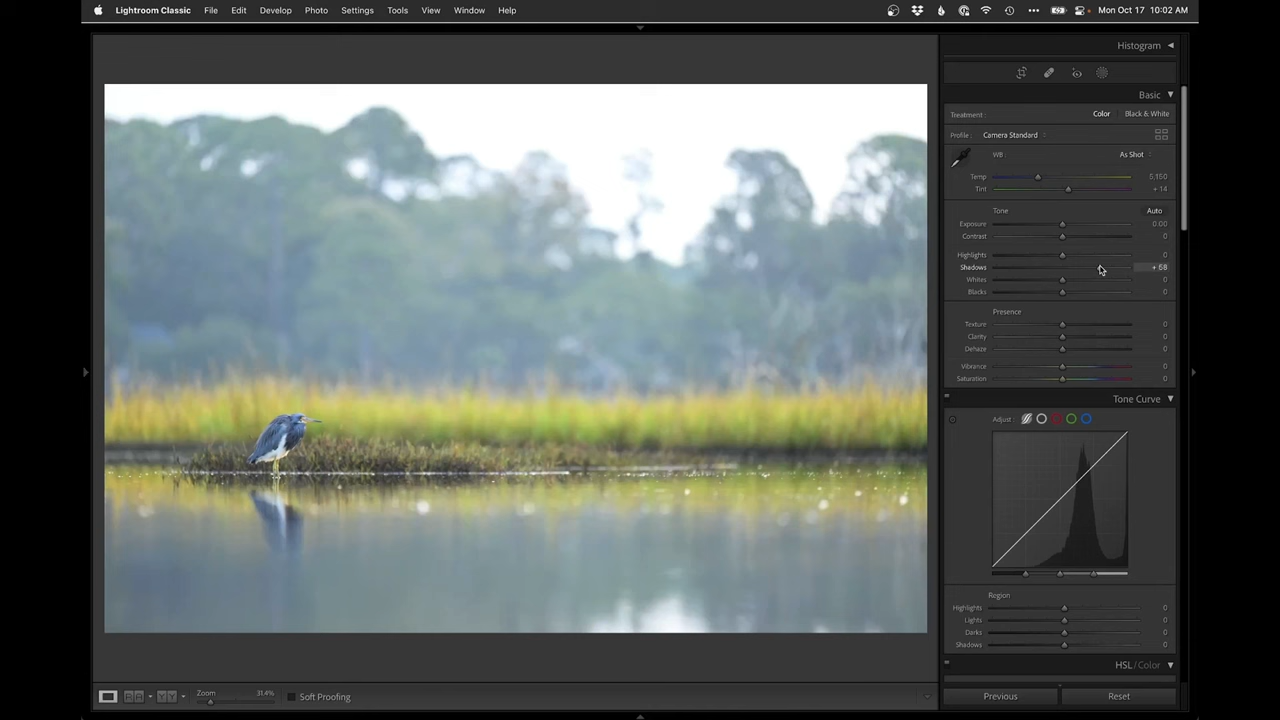 Lightroom Classic File Edit Develop Photo Settings Tools View Window Help Mon Oct 17 10:02 AM
Histogram
Basic
Treatment : Color Black & White
Profile : Camera Standard
WB : As Shot
Temp 5,150
Tint + 14
Tone Auto
Exposure 0.00
Contrast 0
Highlights 0
Shadows + 58
Whites 0
Blacks 0
Presence
Texture 0
Clarity 0
Dehaze 0
Vibrance 0
Saturation 0
Tone Curve
Adjust :
Region
Highlights 0
Lights 0
Darks 0
Shadows 0
HSL / Color
Zoom 31.4% Soft Proofing Previous Reset